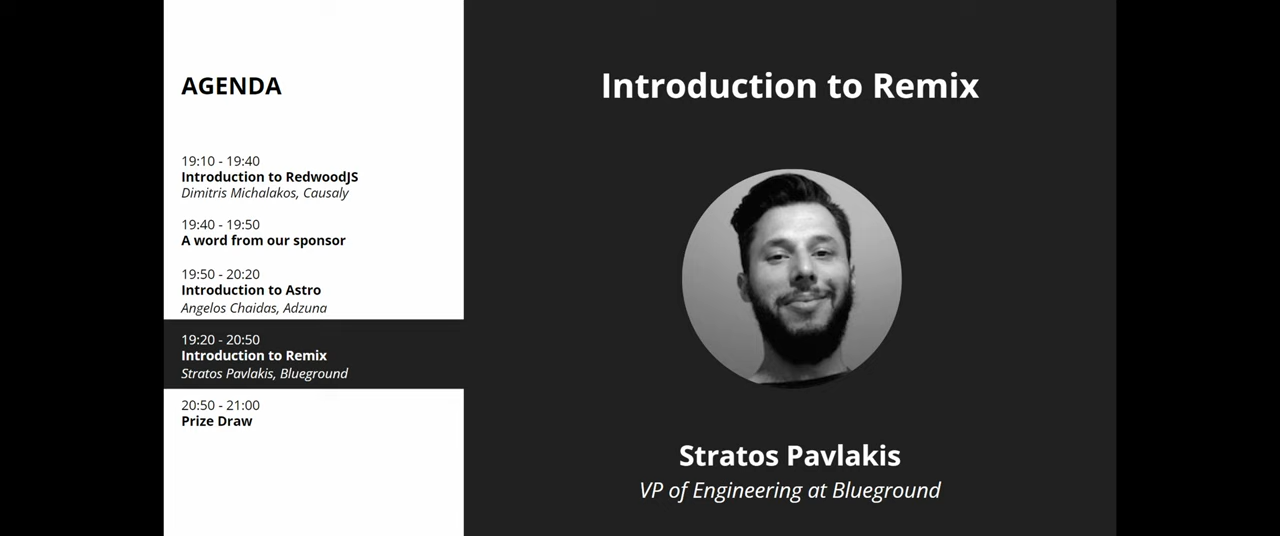 AGENDA
19:10 - 19:40
Introduction to RedwoodJS
Dimitris Michalakos, Causaly
19:40 - 19:50
A word from our sponsor
19:50 - 20:20
Introduction to Astro
Angelos Chaidas, Adzuna
19:20 - 20:50
Introduction to Remix
Stratos Pavlakis, Blueground
20:50 - 21:00
Prize Draw
Introduction to Remix
Stratos Pavlakis
VP of Engineering at Blueground